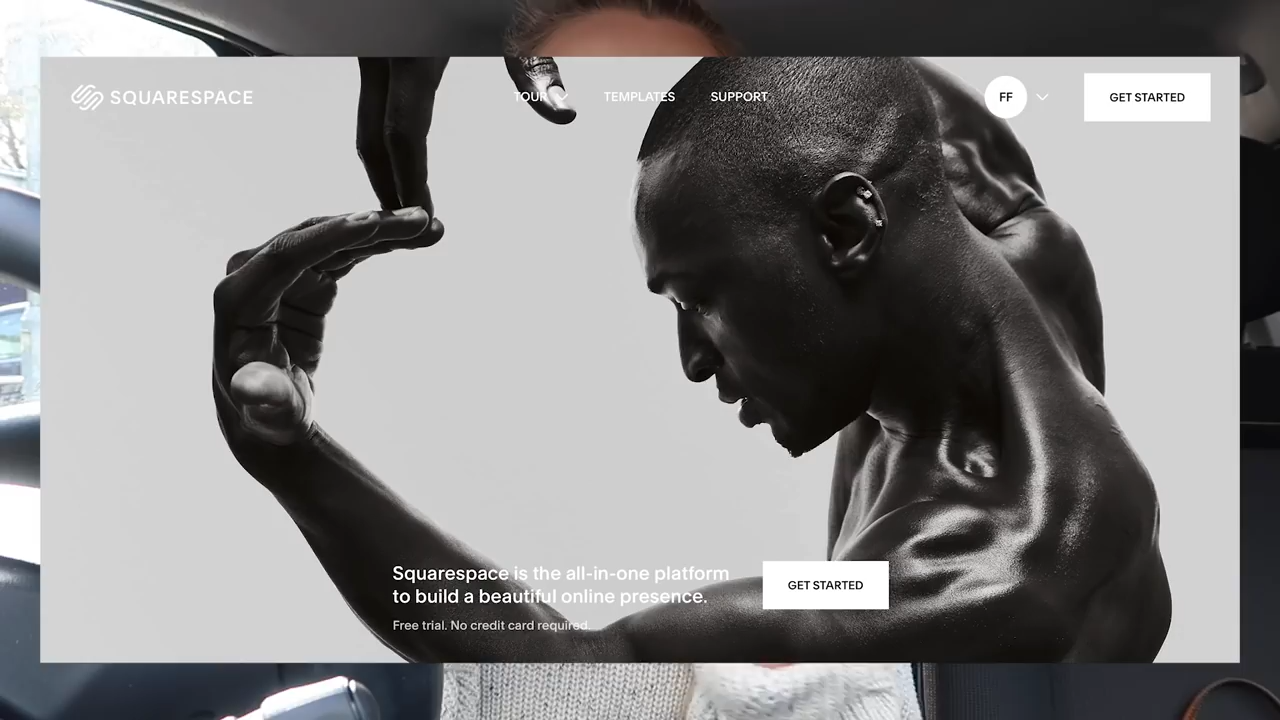 SQUARESPACE
TOUR
TEMPLATES
SUPPORT
FF
GET STARTED
Squarespace is the all-in-one platform
to build a beautiful online presence.
Free trial. No credit card required.
GET STARTED